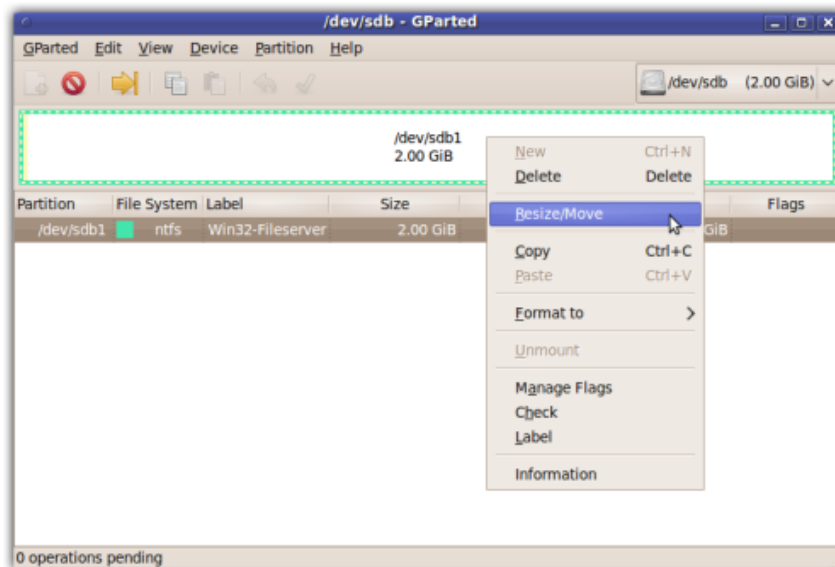 /dev/sdb - GParted
GParted Edit View Device Partition Help
/dev/sdb (2.00 GiB)
/dev/sdb1
2.00 GiB
Partition File System Label Size Flags
/dev/sdb1 ntfs Win32-Fileserver 2.00 GiB GiB
New Ctrl+N
Delete Delete
Resize/Move
Copy Ctrl+C
Paste Ctrl+V
Format to
Unmount
Manage Flags
Check
Label
Information
0 operations pending